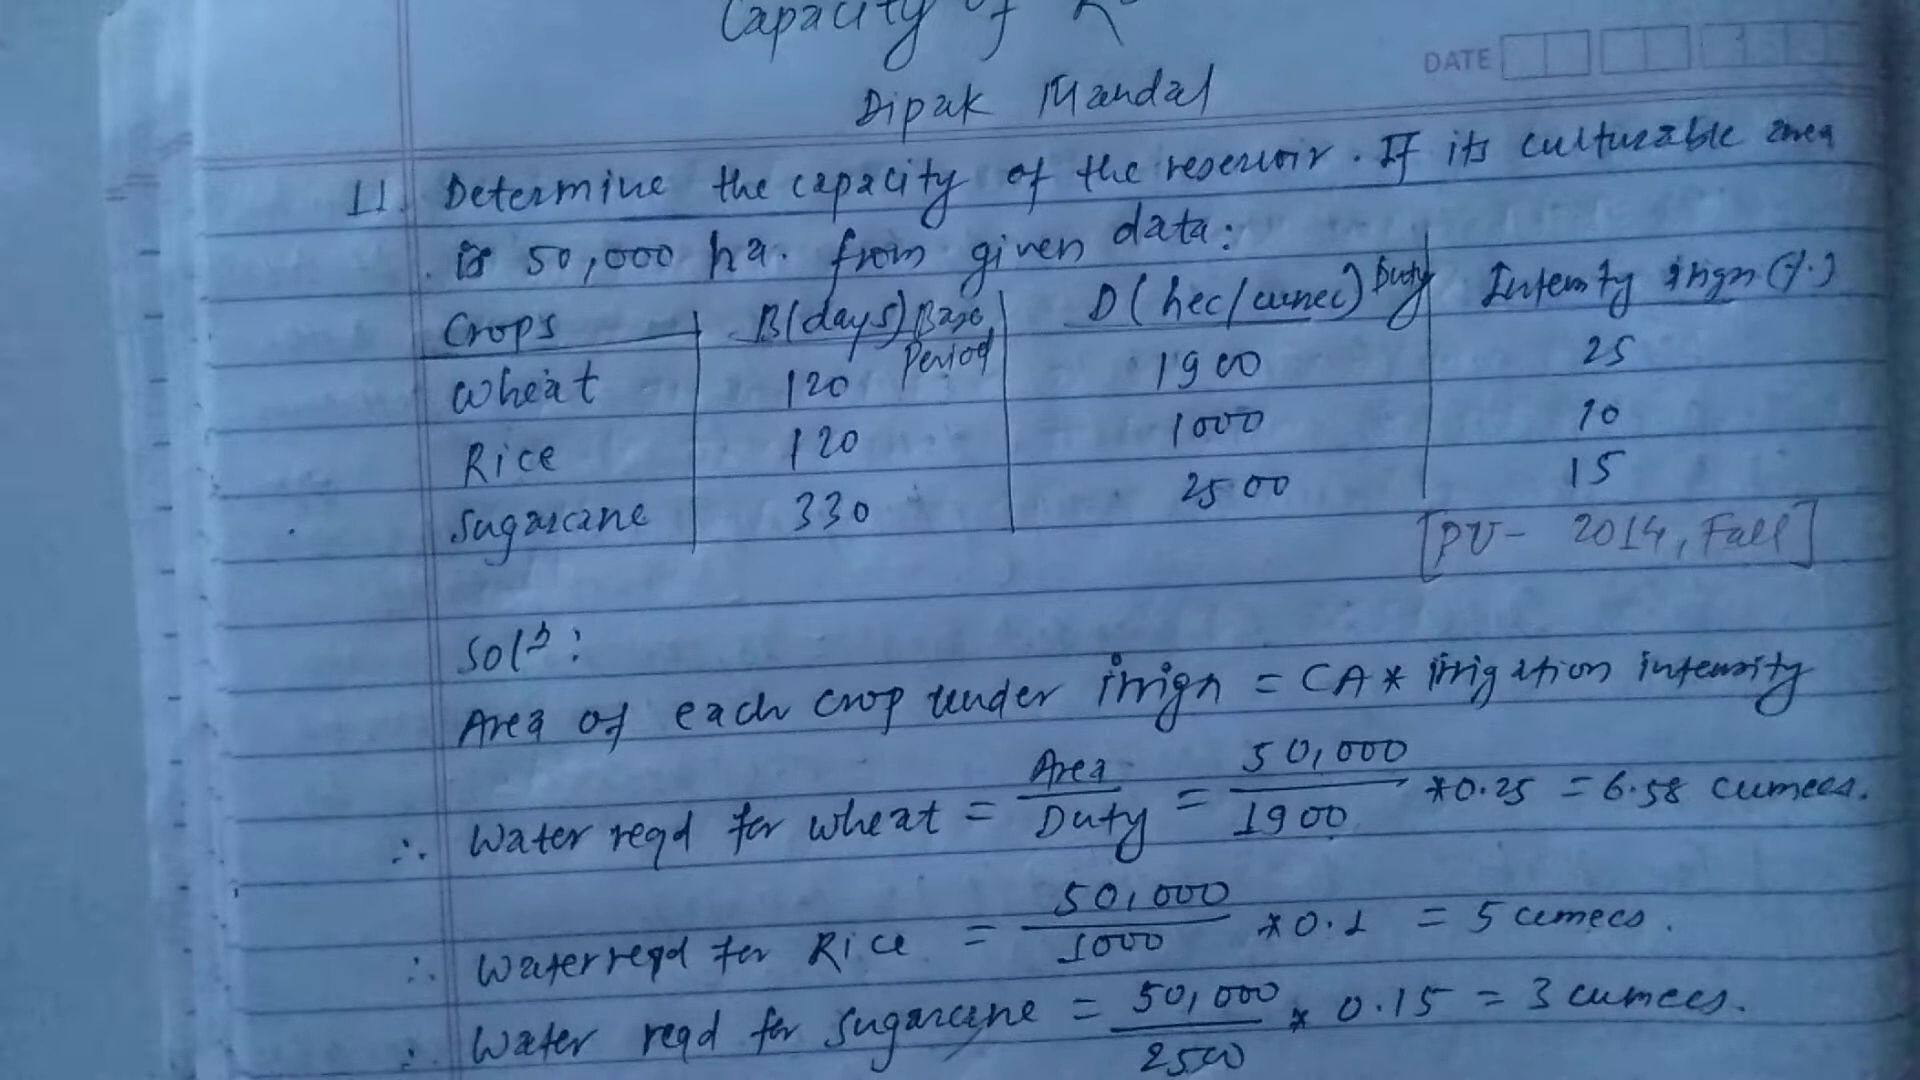 Capacity of
DATE
Dipak Mandal
11. Determine the capacity of the reservoir. If its culturable area
is 50,000 ha. from given data:
Crops B(days) Base Period D(hec/cumec) Duty Intensity irign (%)
Wheat 120 1900 25
Rice 120 1000 10
Sugarcane 330 2500 15
[PU- 2014, Fall]
Solⁿ:
Area of each crop under irrign = CA * irrigation intensity
∴ Water reqd for wheat = Area/Duty = 50,000/1900 *0.25 = 6.58 cumecs.
∴ Water reqd for Rice = 50,000/1000 *0.1 = 5 cumecs.
∴ Water reqd for sugarcane = 50,000/2500 * 0.15 = 3 cumecs.